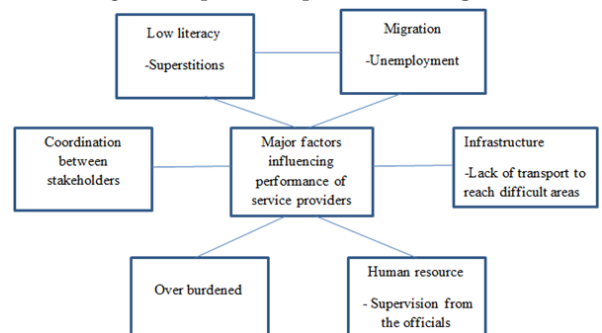 Low literacy
-Superstitions
Migration
-Unemployment
Coordination
between
stakeholders
Major factors
influencing
performance of
service providers
Infrastructure
-Lack of transport to
reach difficult areas
Over burdened
Human resource
- Supervision from
the officials